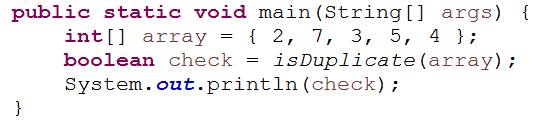 public static void main(String[] args) {
    int[] array = { 2, 7, 3, 5, 4 };
    boolean check = isDuplicate(array);
    System.out.println(check);
}